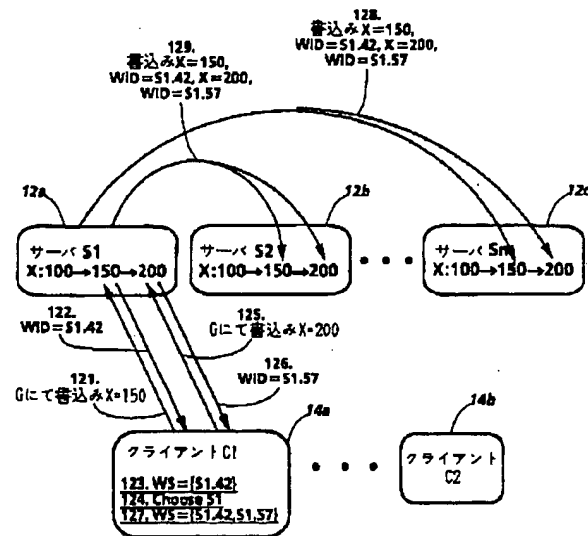 128.
書込みX=150,
WID=S1.42, X=200,
WID=S1.57
129.
書込みX=150,
WID=S1.42, X=200,
WID=S1.57
12a
12b
12c
サーバ S1
X:100→150→200
サーバ S2
X:100→150→200
サーバ Sn
X:100→150→200
122.
WID=S1.42
125.
Gにて書込みX=200
126.
WID=S1.57
121.
Gにて書込みX=150
14a
14b
クライアントC1
123. WS={S1.42}
124. Choose S1
127. WS={S1.42,S1,57}
クライアント
C2